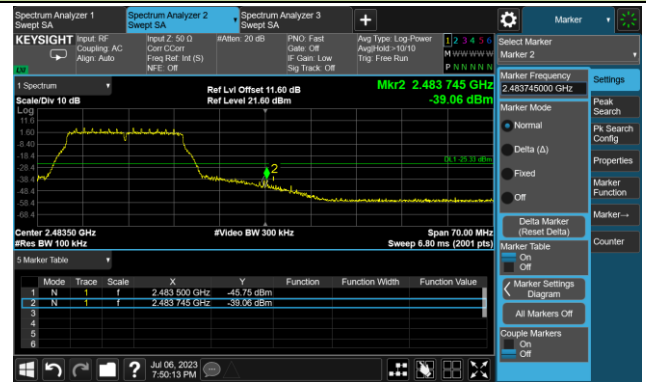 Spectrum Analyzer 1
Swept SA
Spectrum Analyzer 2
Swept SA
Spectrum Analyzer 3
Swept SA
+
Marker
KEYSIGHT
Input: RF
Coupling: AC
Align: Auto
Input Z: 50 Ω
Corr CCorr
Freq Ref: Int (S)
NFE: Off
#Atten: 20 dB
PNO: Fast
Gate: Off
IF Gain: Low
Sig Track: Off
Avg Type: Log-Power
Avg|Hold:>10/10
Trig: Free Run
1 2 3 4 5 6
M W W W W W
P N N N N N
LXI
Select Marker
Marker 2
1 Spectrum
Scale/Div 10 dB
Log
Ref Lvl Offset 11.60 dB
Ref Level 21.60 dBm
Mkr2 2.483 745 GHz
-39.06 dBm
11.6
1.60
-8.40
-18.4
-28.4
-38.4
-48.4
-58.4
-68.4
DL1 -25.33 dBm
2
Center 2.48350 GHz
#Res BW 100 kHz
#Video BW 300 kHz
Span 70.00 MHz
Sweep 6.80 ms (2001 pts)
5 Marker Table
Mode Trace Scale X Y Function Function Width Function Value
1 N 1 f 2.483 500 GHz -45.75 dBm
2 N 1 f 2.483 745 GHz -39.06 dBm
3
4
5
6
Marker Frequency
2.483745000 GHz
Marker Mode
Normal
Delta (Δ)
Fixed
Off
Delta Marker
(Reset Delta)
Marker Table
On
Off
Marker Settings
Diagram
All Markers Off
Couple Markers
On
Off
Settings
Peak
Search
Pk Search
Config
Properties
Marker
Function
Marker→
Counter
?
Jul 06, 2023
7:50:13 PM